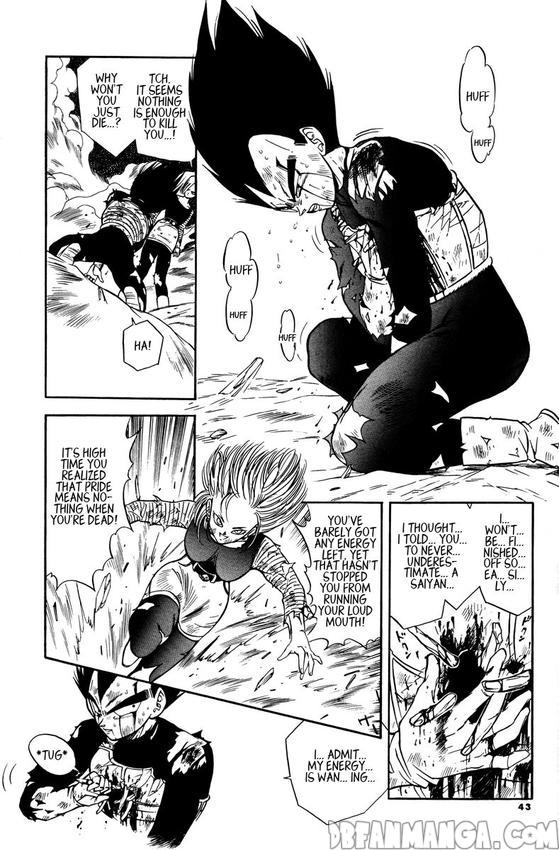 WHY
WON'T
YOU
JUST
DIE...?
TCH.
IT SEEMS
NOTHING
IS ENOUGH
TO KILL
YOU...!
HA!
HUFF
HUFF
HUFF
HUFF
HUFF
IT'S HIGH
TIME YOU
REALIZED
THAT PRIDE
MEANS NO-
THING WHEN
YOU'RE DEAD!
YOU'VE
BARELY GOT
ANY ENERGY
LEFT. YET
THAT HASN'T
STOPPED YOU
FROM
RUNNING
YOUR LOUD
MOUTH!
I THOUGHT...
I TOLD... YOU...
TO NEVER...
UNDERES-
TIMATE... A
SAIYAN.
I...
WON'T...
BE... FI...
NISHED...
OFF SO...
EA... SI...
LY...
*TUG*
I... ADMIT...
MY ENERGY...
IS WAN... ING...
43
DBFANMANGA.COM